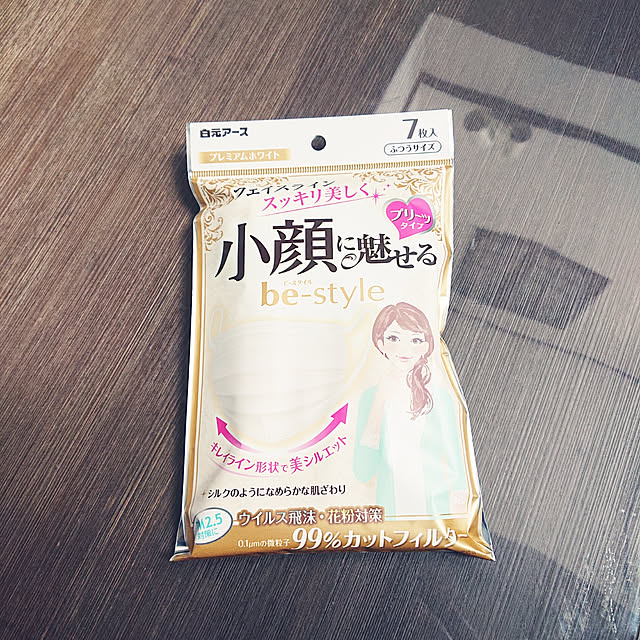 白元アース
7枚入
ふつうサイズ
プレミアムホワイト
フェイスライン
スッキリ美しく
プリーツ
タイプ
小顔に魅せる
ビースタイル
be-style
キレイライン形状で美シルエット
シルクのようになめらかな肌ざわり
M2.5
対策に
ウイルス飛沫・花粉対策
0.1μmの微粒子 99%カットフィルター